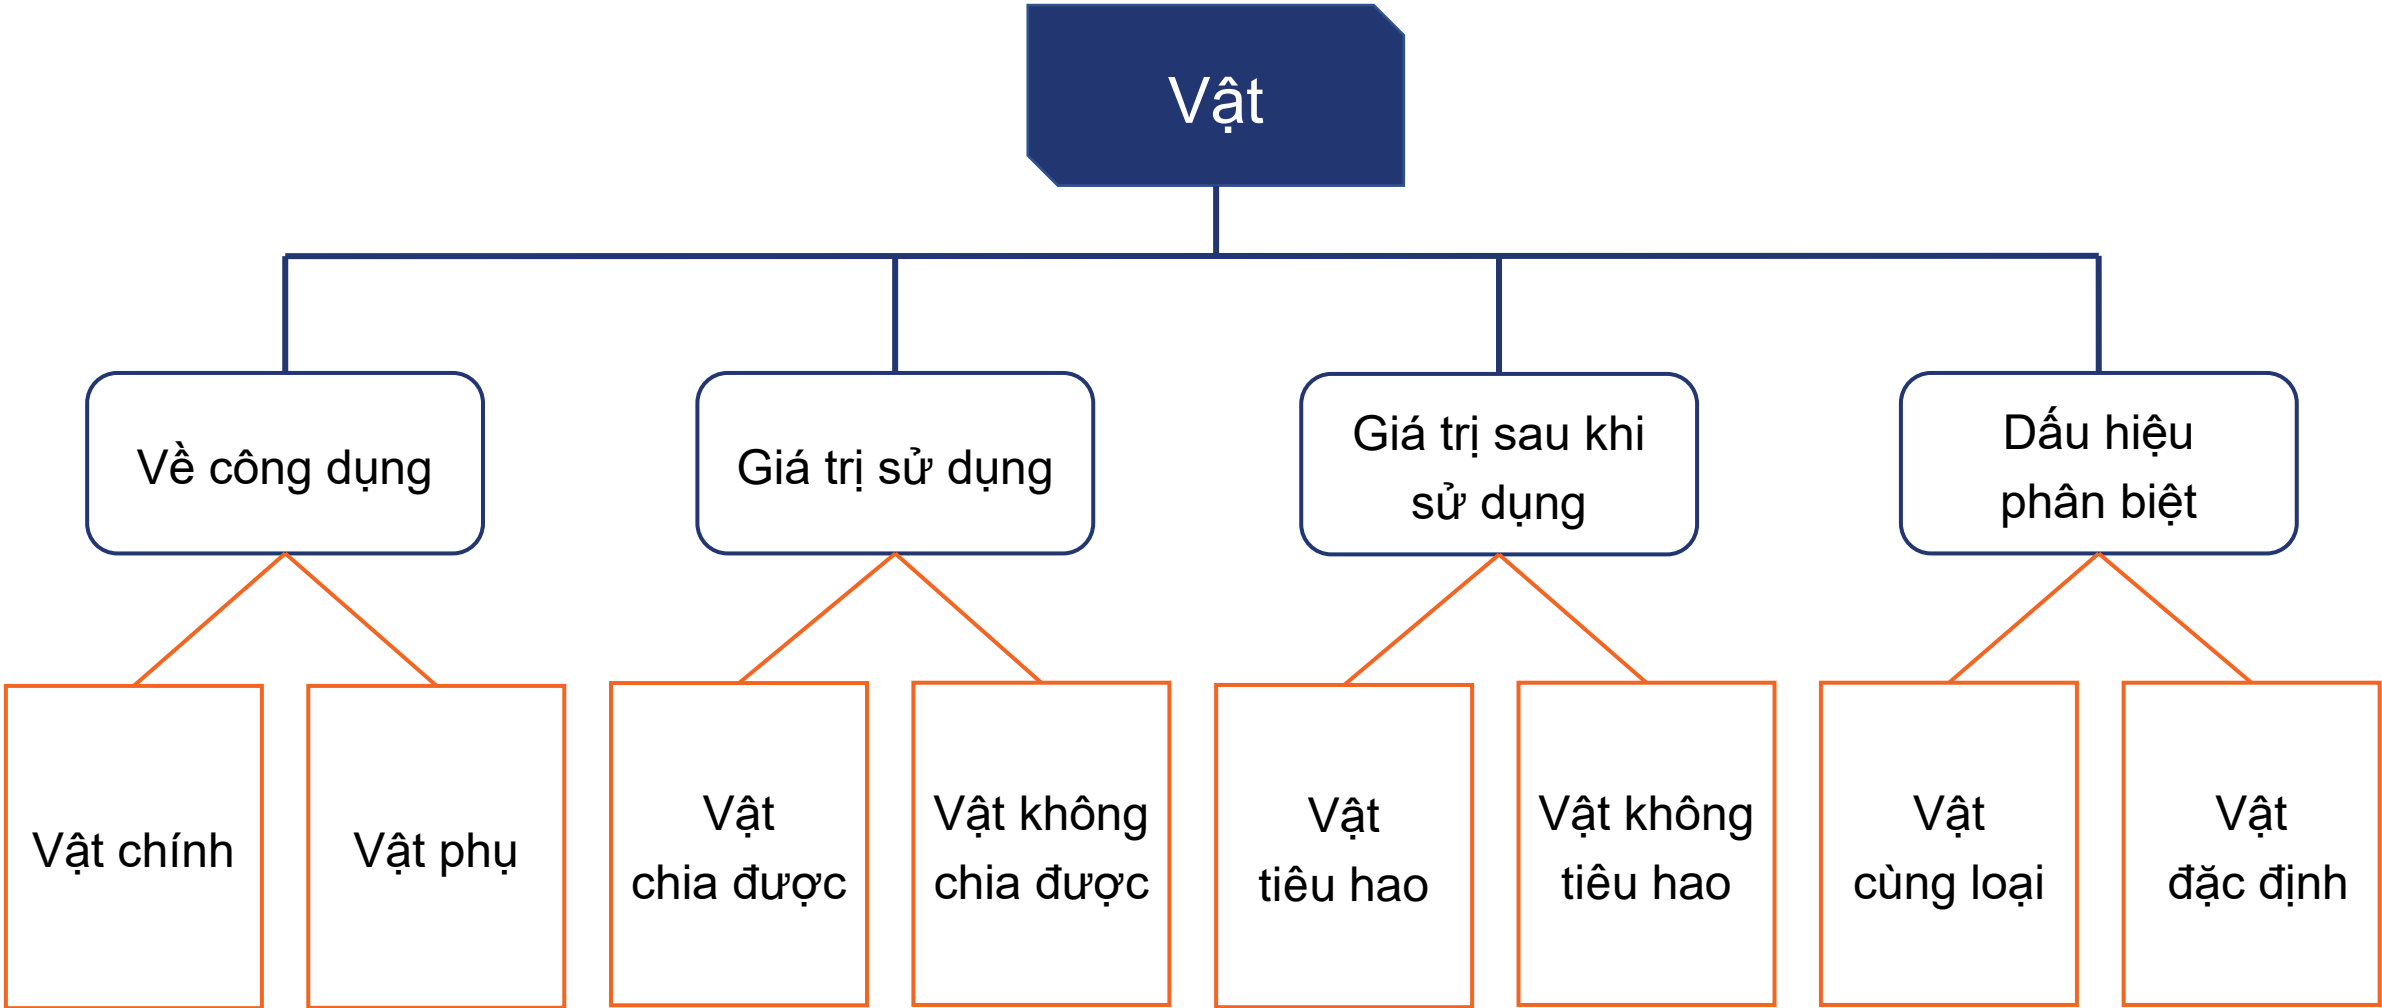 Vật
Về công dụng
Giá trị sử dụng
Giá trị sau khi
sử dụng
Dấu hiệu
phân biệt
Vật chính
Vật phụ
Vật
chia được
Vật không
chia được
Vật
tiêu hao
Vật không
tiêu hao
Vật
cùng loại
Vật
đặc định